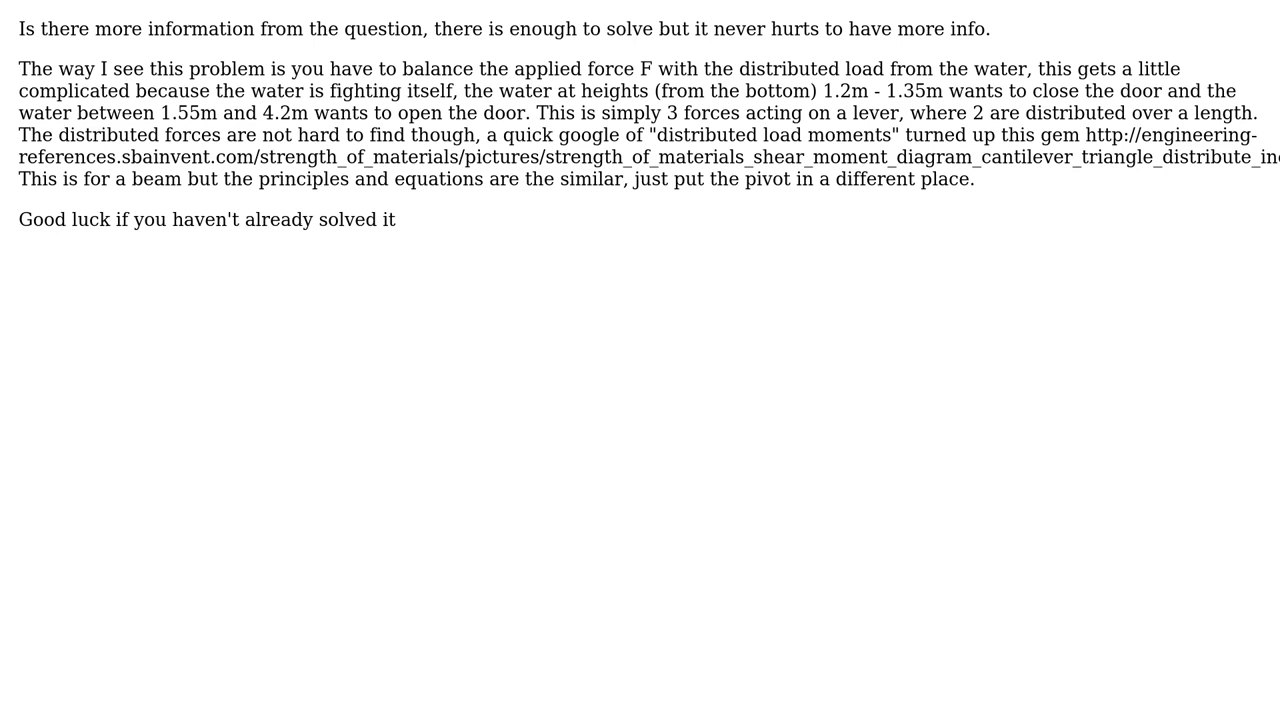 Is there more information from the question, there is enough to solve but it never hurts to have more info.
The way I see this problem is you have to balance the applied force F with the distributed load from the water, this gets a little
complicated because the water is fighting itself, the water at heights (from the bottom) 1.2m - 1.35m wants to close the door and the
water between 1.55m and 4.2m wants to open the door. This is simply 3 forces acting on a lever, where 2 are distributed over a length.
The distributed forces are not hard to find though, a quick google of "distributed load moments" turned up this gem http://engineering-
references.sbainvent.com/strength_of_materials/pictures/strength_of_materials_shear_moment_diagram_cantilever_triangle_distribute_in
This is for a beam but the principles and equations are the similar, just put the pivot in a different place.
Good luck if you haven't already solved it